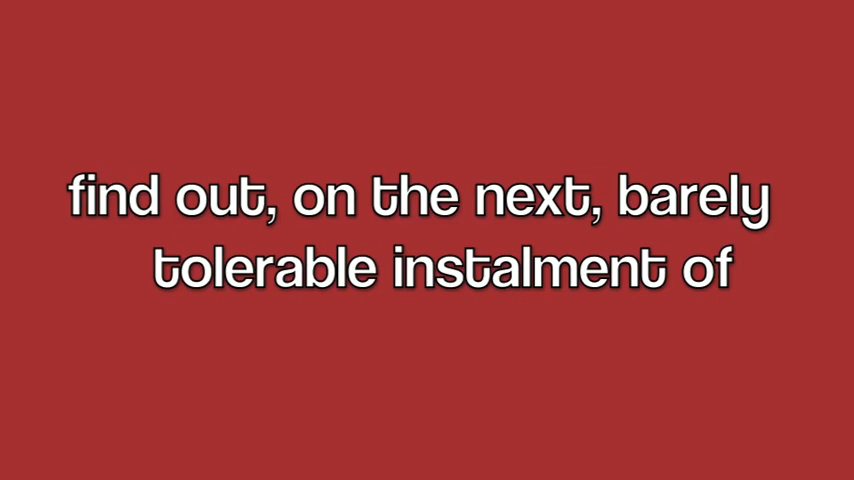 find out, on the next, barely
tolerable instalment of